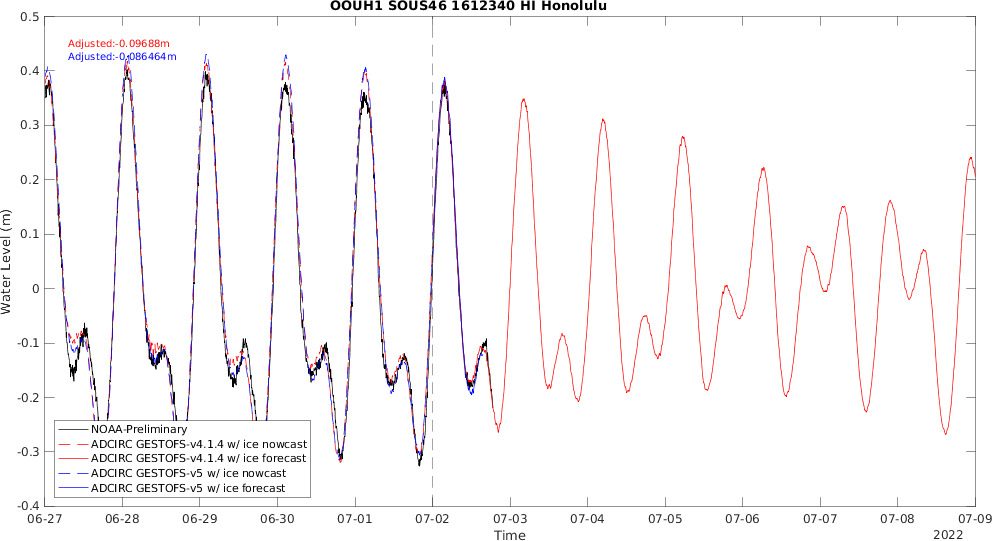 OOUH1 SOUS46 1612340 HI Honolulu
0.5
Adjusted:-0.09688m
Adjusted:-0.086464m
0.4
0.3
0.2
0.1
0
-0.1
-0.2
-0.3
-0.4
Water Level (m)
NOAA-Preliminary
ADCIRC GESTOFS-v4.1.4 w/ ice nowcast
ADCIRC GESTOFS-v4.1.4 w/ ice forecast
ADCIRC GESTOFS-v5 w/ ice nowcast
ADCIRC GESTOFS-v5 w/ ice forecast
06-27 06-28 06-29 06-30 07-01 07-02 07-03 07-04 07-05 07-06 07-07 07-08 07-09
Time
2022